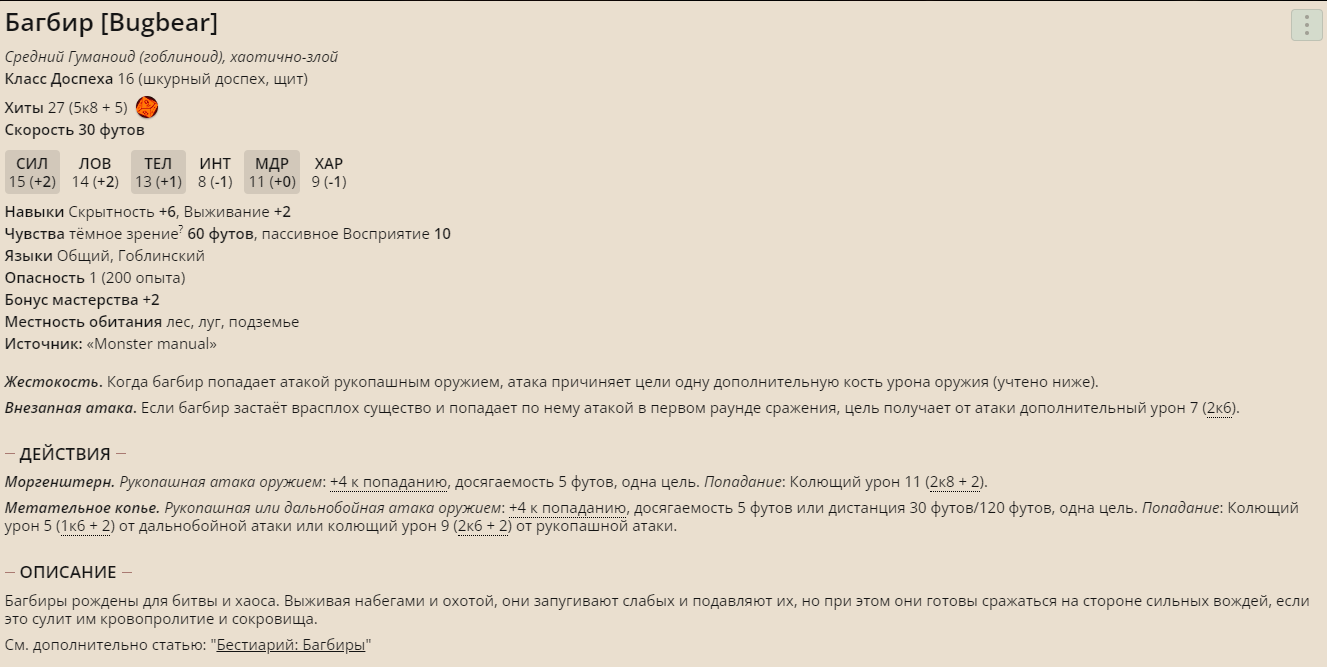 Багбир [Bugbear]
Средний Гуманоид (гоблиноид), хаотично-злой
Класс Доспеха 16 (шкурный доспех, щит)
Хиты 27 (5к8 + 5)
Скорость 30 футов
СИЛ ЛОВ ТЕЛ ИНТ МДР ХАР
15 (+2) 14 (+2) 13 (+1) 8 (-1) 11 (+0) 9 (-1)
Навыки Скрытность +6, Выживание +2
Чувства тёмное зрение? 60 футов, пассивное Восприятие 10
Языки Общий, Гоблинский
Опасность 1 (200 опыта)
Бонус мастерства +2
Местность обитания лес, луг, подземье
Источник: «Monster manual»
Жестокость. Когда багбир попадает атакой рукопашным оружием, атака причиняет цели одну дополнительную кость урона оружия (учтено ниже).
Внезапная атака. Если багбир застаёт врасплох существо и попадает по нему атакой в первом раунде сражения, цель получает от атаки дополнительный урон 7 (2к6).
– ДЕЙСТВИЯ –
Моргенштерн. Рукопашная атака оружием: +4 к попаданию, досягаемость 5 футов, одна цель. Попадание: Колющий урон 11 (2к8 + 2).
Метательное копье. Рукопашная или дальнобойная атака оружием: +4 к попаданию, досягаемость 5 футов или дистанция 30 футов/120 футов, одна цель. Попадание: Колющий
урон 5 (1к6 + 2) от дальнобойной атаки или колющий урон 9 (2к6 + 2) от рукопашной атаки.
– ОПИСАНИЕ –
Багбиры рождены для битвы и хаоса. Выживая набегами и охотой, они запугивают слабых и подавляют их, но при этом они готовы сражаться на стороне сильных вождей, если
это сулит им кровопролитие и сокровища.
См. дополнительно статью: "Бестиарий: Багбиры"